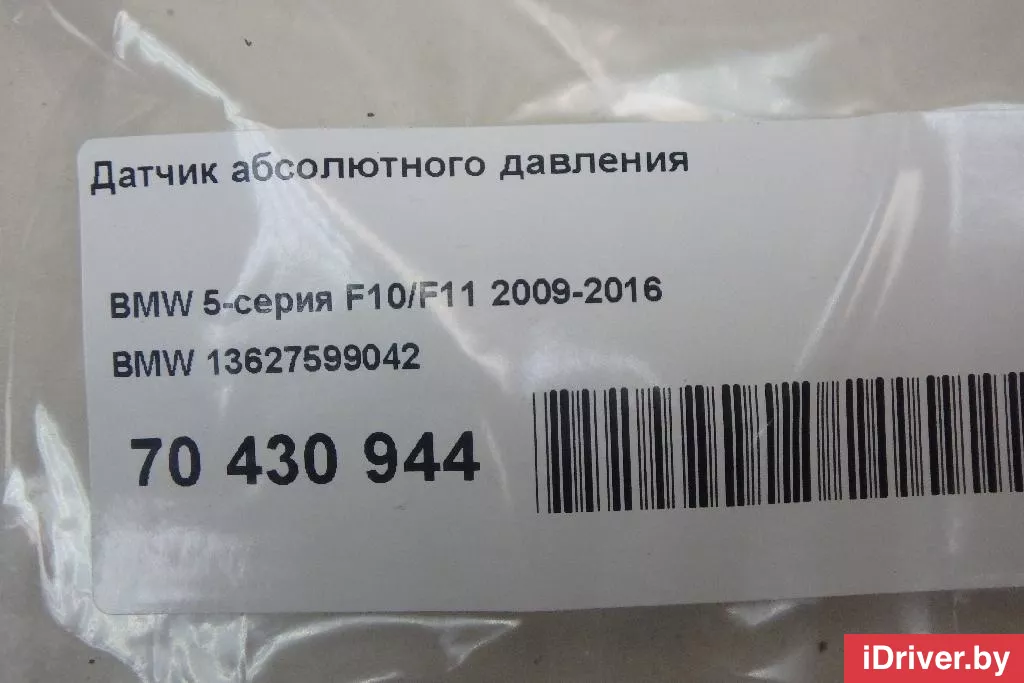 Датчик абсолютного давления
BMW 5-серия F10/F11 2009-2016
BMW 13627599042
70 430 944
iDriver.by